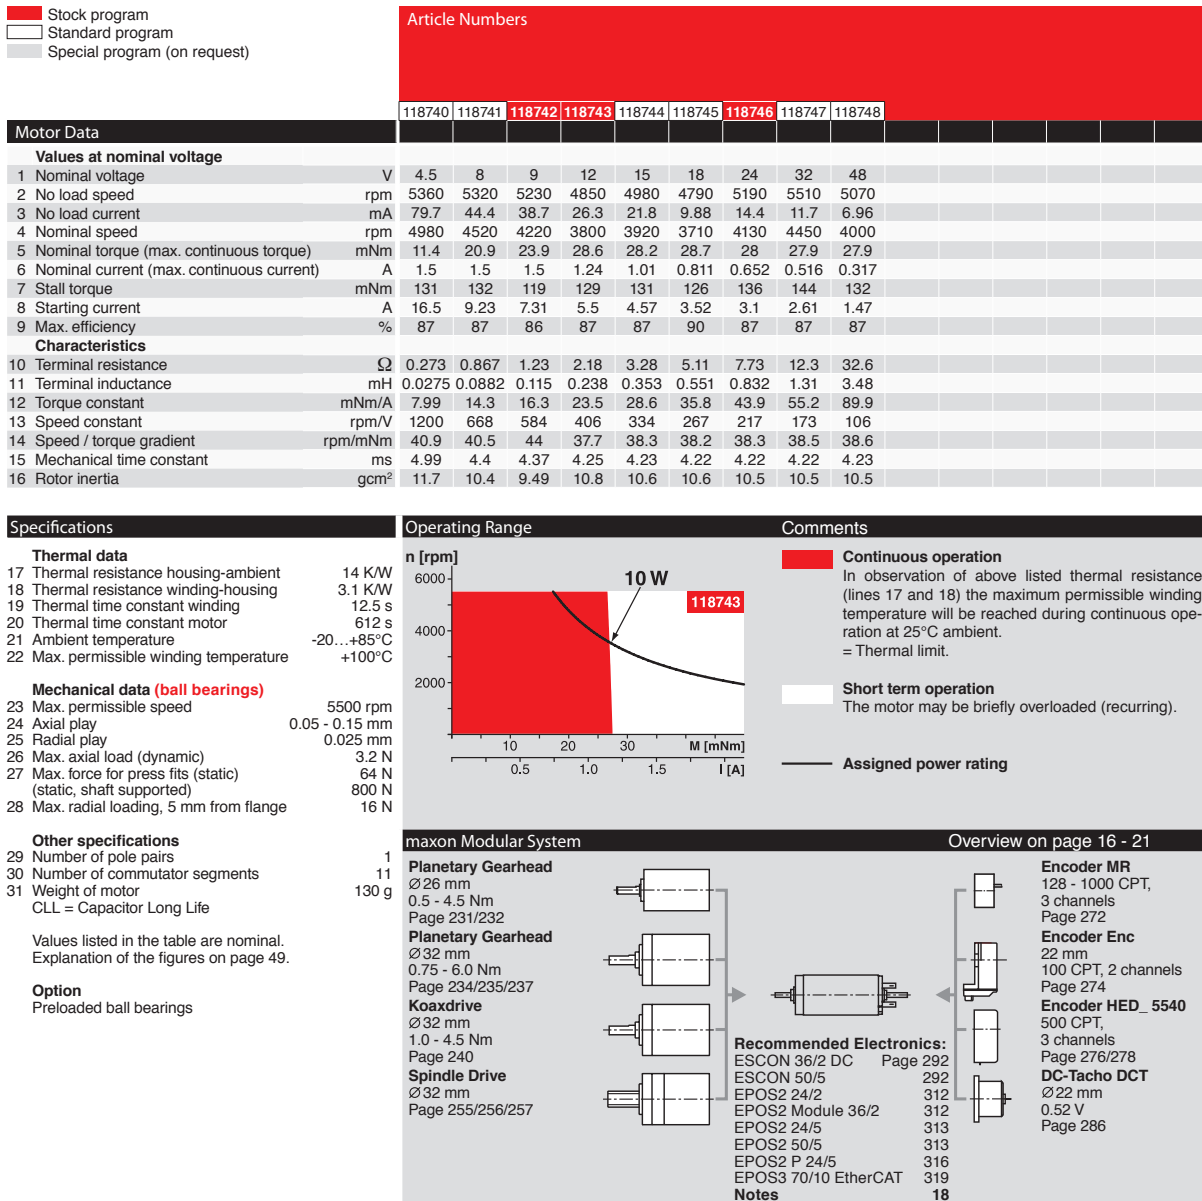 Stock program
Standard program
Special program (on request)
Article Numbers
118740 118741 118742 118743 118744 118745 118746 118747 118748
Motor Data
Values at nominal voltage
1 Nominal voltage V 4.5 8 9 12 15 18 24 32 48
2 No load speed rpm 5360 5320 5230 4850 4980 4790 5190 5510 5070
3 No load current mA 79.7 44.4 38.7 26.3 21.8 9.88 14.4 11.7 6.96
4 Nominal speed rpm 4980 4520 4220 3800 3920 3710 4130 4450 4000
5 Nominal torque (max. continuous torque) mNm 11.4 20.9 23.9 28.6 28.2 28.7 28 27.9 27.9
6 Nominal current (max. continuous current) A 1.5 1.5 1.5 1.24 1.01 0.811 0.652 0.516 0.317
7 Stall torque mNm 131 132 119 129 131 126 136 144 132
8 Starting current A 16.5 9.23 7.31 5.5 4.57 3.52 3.1 2.61 1.47
9 Max. efficiency % 87 87 86 87 87 90 87 87 87
Characteristics
10 Terminal resistance Ω 0.273 0.867 1.23 2.18 3.28 5.11 7.73 12.3 32.6
11 Terminal inductance mH 0.0275 0.0882 0.115 0.238 0.353 0.551 0.832 1.31 3.48
12 Torque constant mNm/A 7.99 14.3 16.3 23.5 28.6 35.8 43.9 55.2 89.9
13 Speed constant rpm/V 1200 668 584 406 334 267 217 173 106
14 Speed / torque gradient rpm/mNm 40.9 40.5 44 37.7 38.3 38.2 38.3 38.5 38.6
15 Mechanical time constant ms 4.99 4.4 4.37 4.25 4.23 4.22 4.22 4.22 4.23
16 Rotor inertia gcm² 11.7 10.4 9.49 10.8 10.6 10.6 10.5 10.5 10.5
Specifications
Thermal data
17 Thermal resistance housing-ambient 14 K/W
18 Thermal resistance winding-housing 3.1 K/W
19 Thermal time constant winding 12.5 s
20 Thermal time constant motor 612 s
21 Ambient temperature -20…+85°C
22 Max. permissible winding temperature +100°C
Mechanical data (ball bearings)
23 Max. permissible speed 5500 rpm
24 Axial play 0.05 - 0.15 mm
25 Radial play 0.025 mm
26 Max. axial load (dynamic) 3.2 N
27 Max. force for press fits (static) 64 N
(static, shaft supported) 800 N
28 Max. radial loading, 5 mm from flange 16 N
Other specifications
29 Number of pole pairs 1
30 Number of commutator segments 11
31 Weight of motor 130 g
CLL = Capacitor Long Life
Values listed in the table are nominal.
Explanation of the figures on page 49.
Option
Preloaded ball bearings
Operating Range
n [rpm]
6000
4000
2000
10 W
118743
10 20 30 M [mNm]
0.5 1.0 1.5 I [A]
Comments
Continuous operation
In observation of above listed thermal resistance
(lines 17 and 18) the maximum permissible winding
temperature will be reached during continuous ope-
ration at 25°C ambient.
= Thermal limit.
Short term operation
The motor may be briefly overloaded (recurring).
Assigned power rating
maxon Modular System
Overview on page 16 - 21
Planetary Gearhead
Ø26 mm
0.5 - 4.5 Nm
Page 231/232
Planetary Gearhead
Ø32 mm
0.75 - 6.0 Nm
Page 234/235/237
Koaxdrive
Ø32 mm
1.0 - 4.5 Nm
Page 240
Spindle Drive
Ø32 mm
Page 255/256/257
Recommended Electronics:
ESCON 36/2 DC Page 292
ESCON 50/5 292
EPOS2 24/2 312
EPOS2 Module 36/2 312
EPOS2 24/5 313
EPOS2 50/5 313
EPOS2 P 24/5 316
EPOS3 70/10 EtherCAT 319
Notes 18
Encoder MR
128 - 1000 CPT,
3 channels
Page 272
Encoder Enc
22 mm
100 CPT, 2 channels
Page 274
Encoder HED_ 5540
500 CPT,
3 channels
Page 276/278
DC-Tacho DCT
Ø22 mm
0.52 V
Page 286